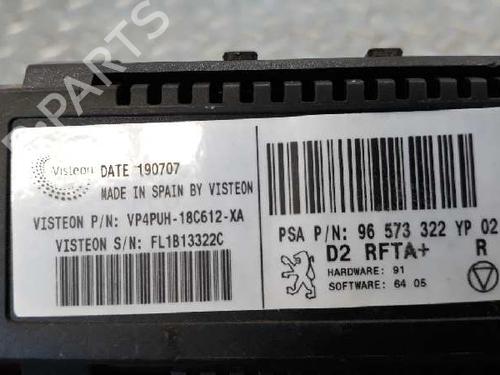 B-PARTS
Visteon
DATE 190707
MADE IN SPAIN BY VISTEON
VISTEON P/N: VP4PUH-18C612-XA
VISTEON S/N: FL1B13322C
PSA P/N: 96 573 322 YP 02
D2 RFTA+ R
HARDWARE: 91
SOFTWARE: 64 05